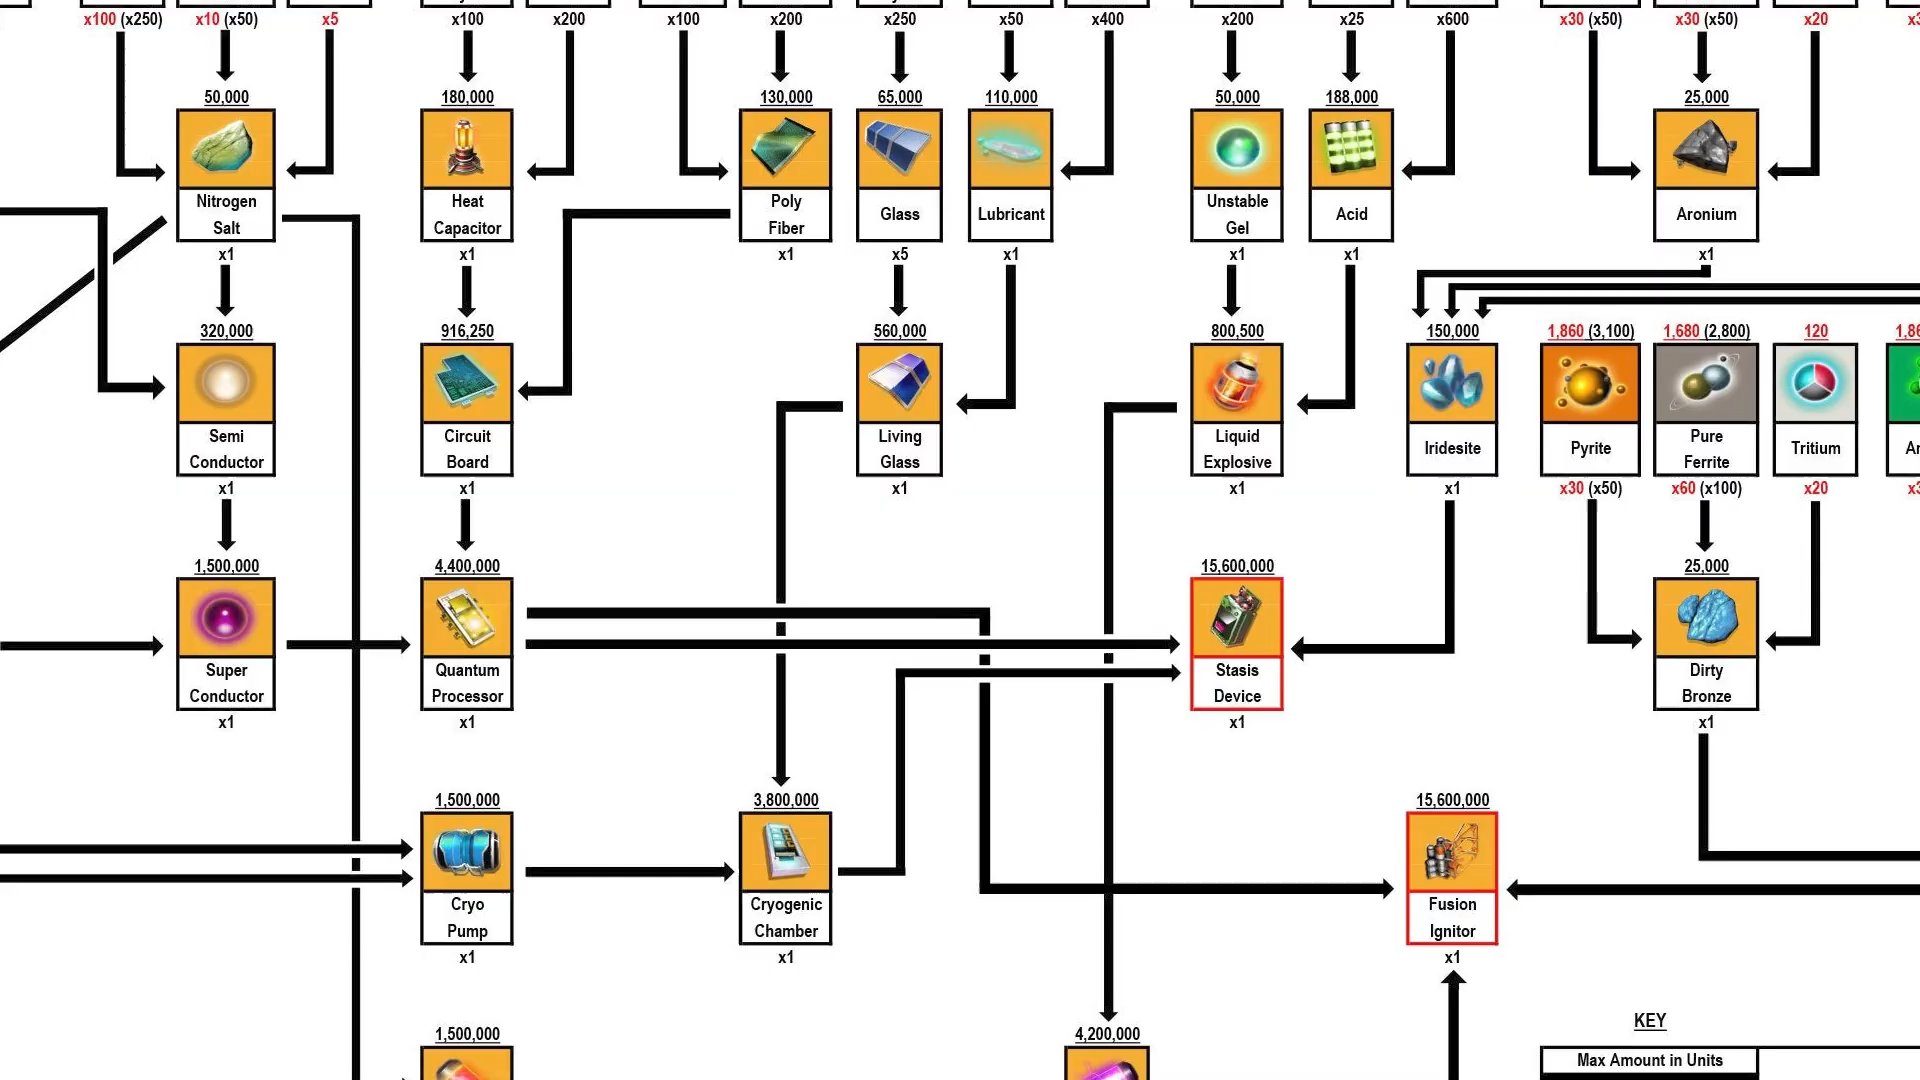 x100 (x250)
x10 (x50)
x5
x100
x200
x100
x200
x250
x50
x400
x200
x25
x600
x30 (x50)
x30 (x50)
x20
50,000
180,000
130,000
65,000
110,000
50,000
188,000
25,000
Nitrogen
Salt
Heat
Capacitor
Poly
Fiber
Glass
Lubricant
Unstable
Gel
Acid
Aronium
x1
x1
x1
x5
x1
x1
x1
x1
320,000
916,250
560,000
800,500
150,000
1,860 (3,100)
1,680 (2,800)
120
Semi
Conductor
Circuit
Board
Living
Glass
Liquid
Explosive
Iridesite
Pyrite
Pure
Ferrite
Tritium
x1
x1
x1
x1
x1
x30 (x50)
x60 (x100)
x20
1,500,000
4,400,000
15,600,000
25,000
Super
Conductor
Quantum
Processor
Stasis
Device
Dirty
Bronze
x1
x1
x1
x1
1,500,000
3,800,000
15,600,000
Cryo
Pump
Cryogenic
Chamber
Fusion
Ignitor
x1
x1
x1
1,500,000
4,200,000
KEY
Max Amount in Units